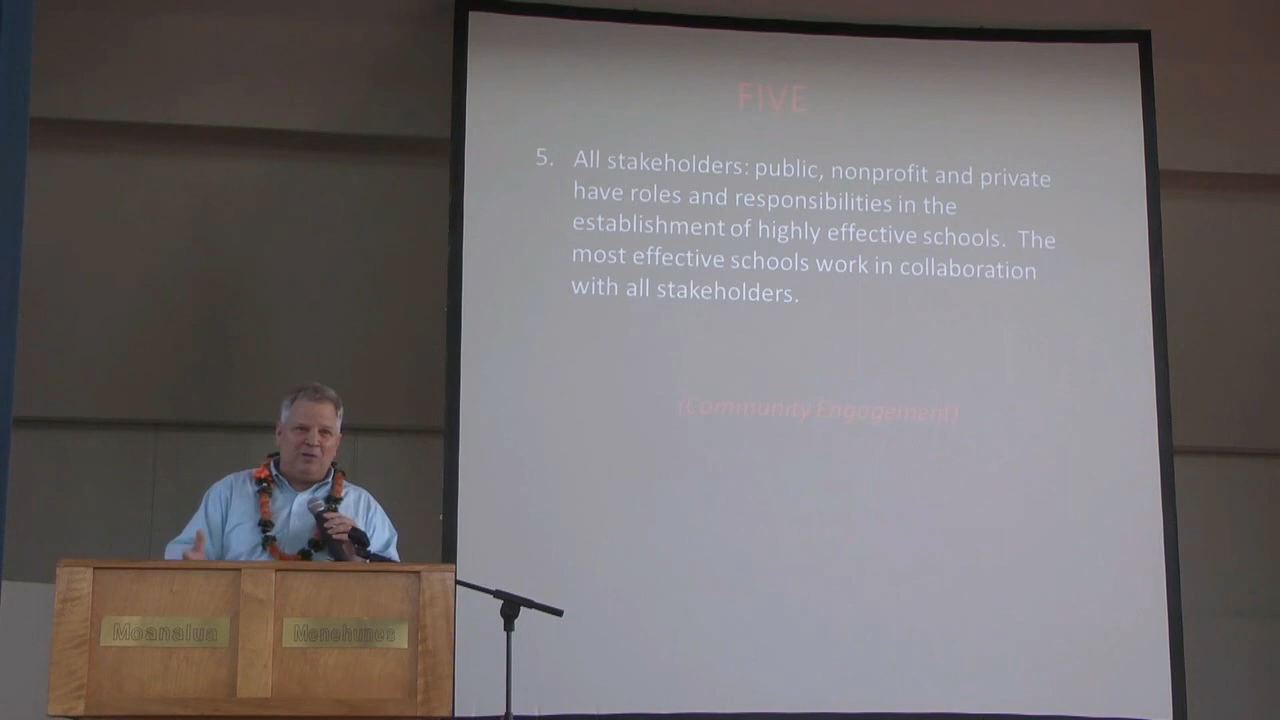 FIVE
5. All stakeholders: public, nonprofit and private
have roles and responsibilities in the
establishment of highly effective schools. The
most effective schools work in collaboration
with all stakeholders.
(Community Engagement)
Moanalua
Menehunes